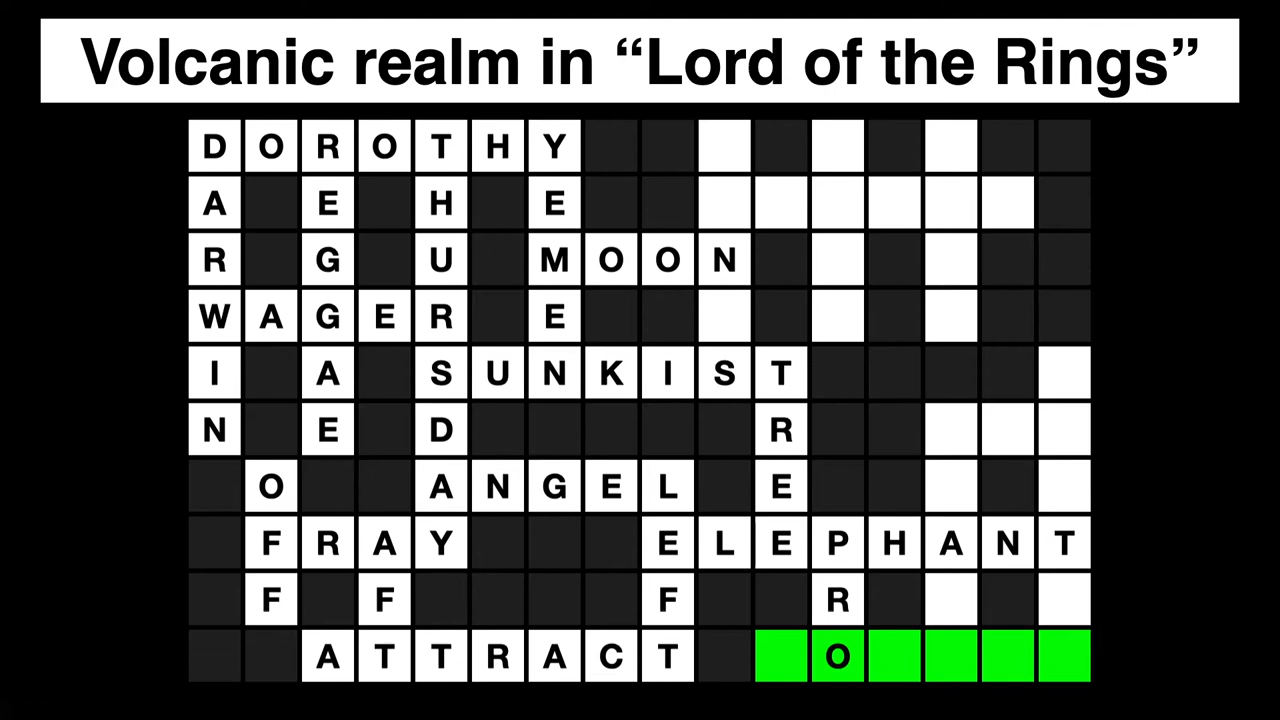 Volcanic realm in “Lord of the Rings”
DOROTHY
A E H E
R G U MOON
WAGER E
I A SUNKIST
N E D R
O ANGEL E
FRAY ELEPHANT
F F F R
ATTRACT O